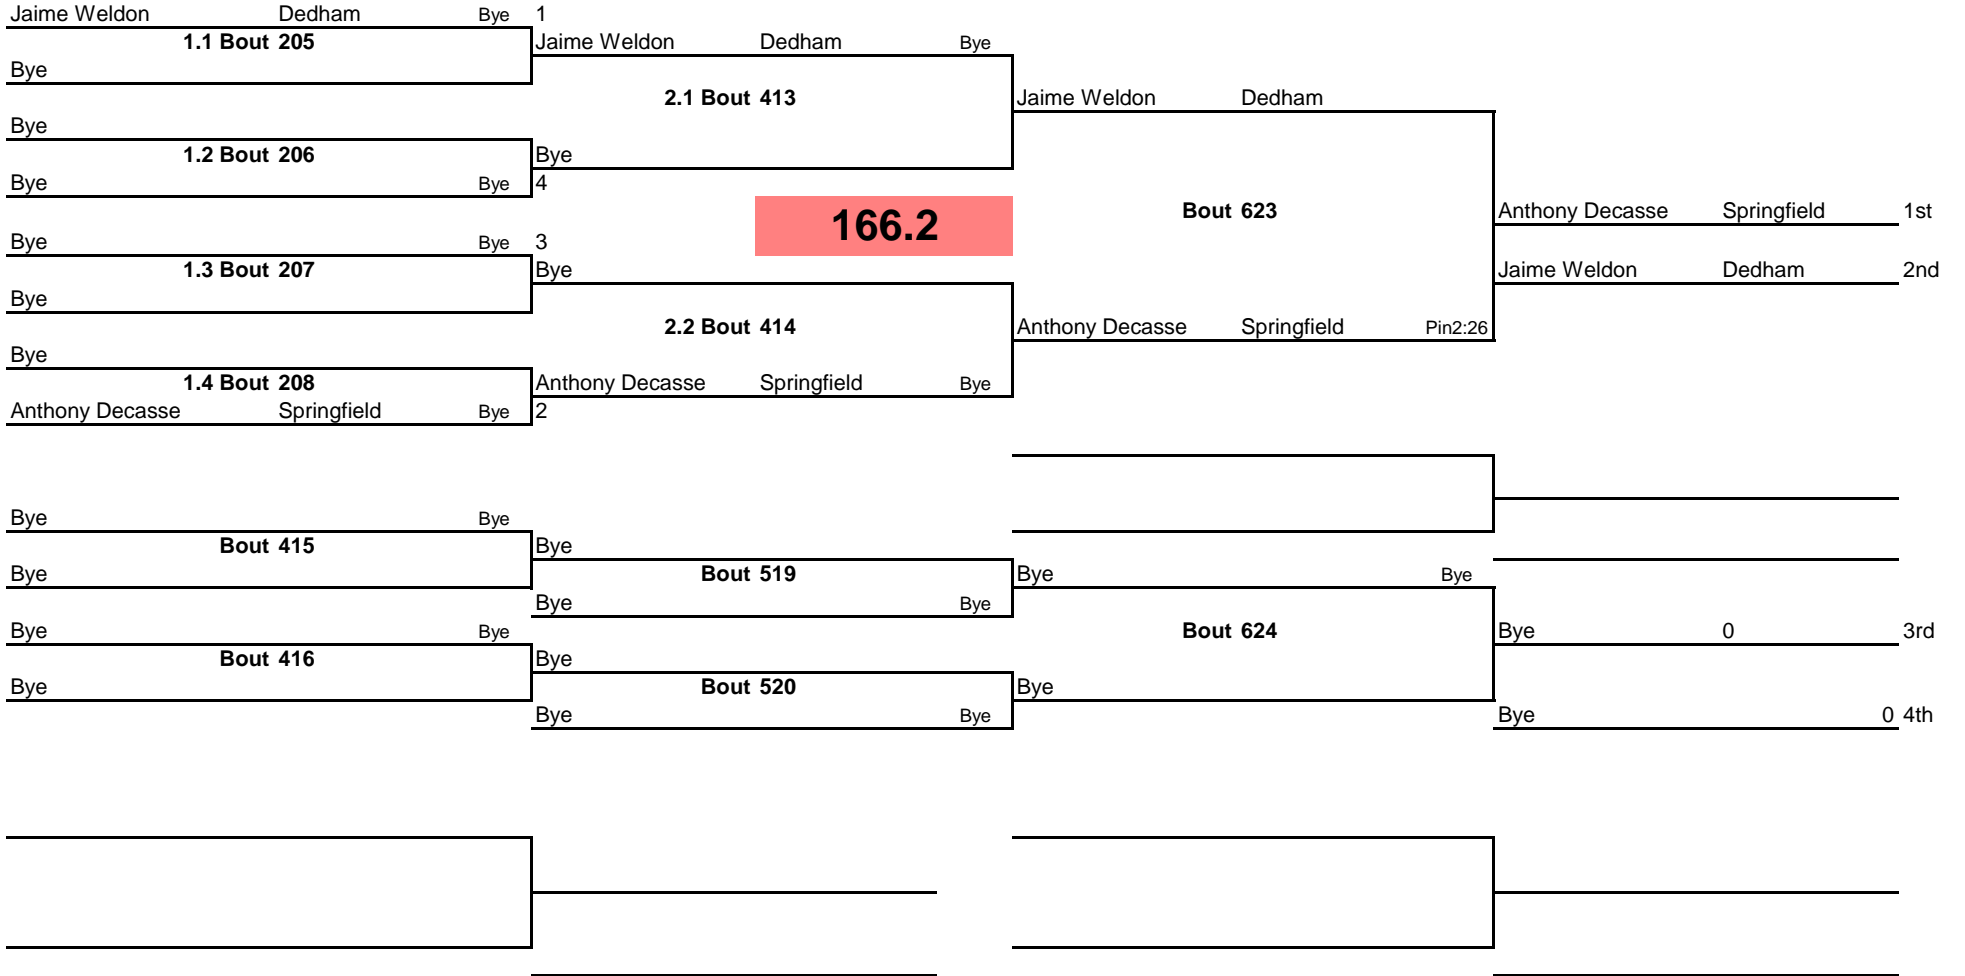 Jaime Weldon Dedham Bye 1
1.1 Bout 205 Jaime Weldon Dedham Bye
Bye
2.1 Bout 413 Jaime Weldon Dedham
Bye
1.2 Bout 206 Bye
Bye Bye 4
166.2 Bout 623 Anthony Decasse Springfield 1st
Bye Bye 3
1.3 Bout 207 Bye Jaime Weldon Dedham 2nd
Bye
2.2 Bout 414 Anthony Decasse Springfield Pin2:26
Bye
1.4 Bout 208 Anthony Decasse Springfield Bye
Anthony Decasse Springfield Bye 2
Bye Bye
Bout 415 Bye
Bye Bout 519 Bye Bye
Bye Bye
Bye Bye Bout 624 Bye 0 3rd
Bout 416 Bye
Bye Bout 520 Bye
Bye Bye Bye 0 4th